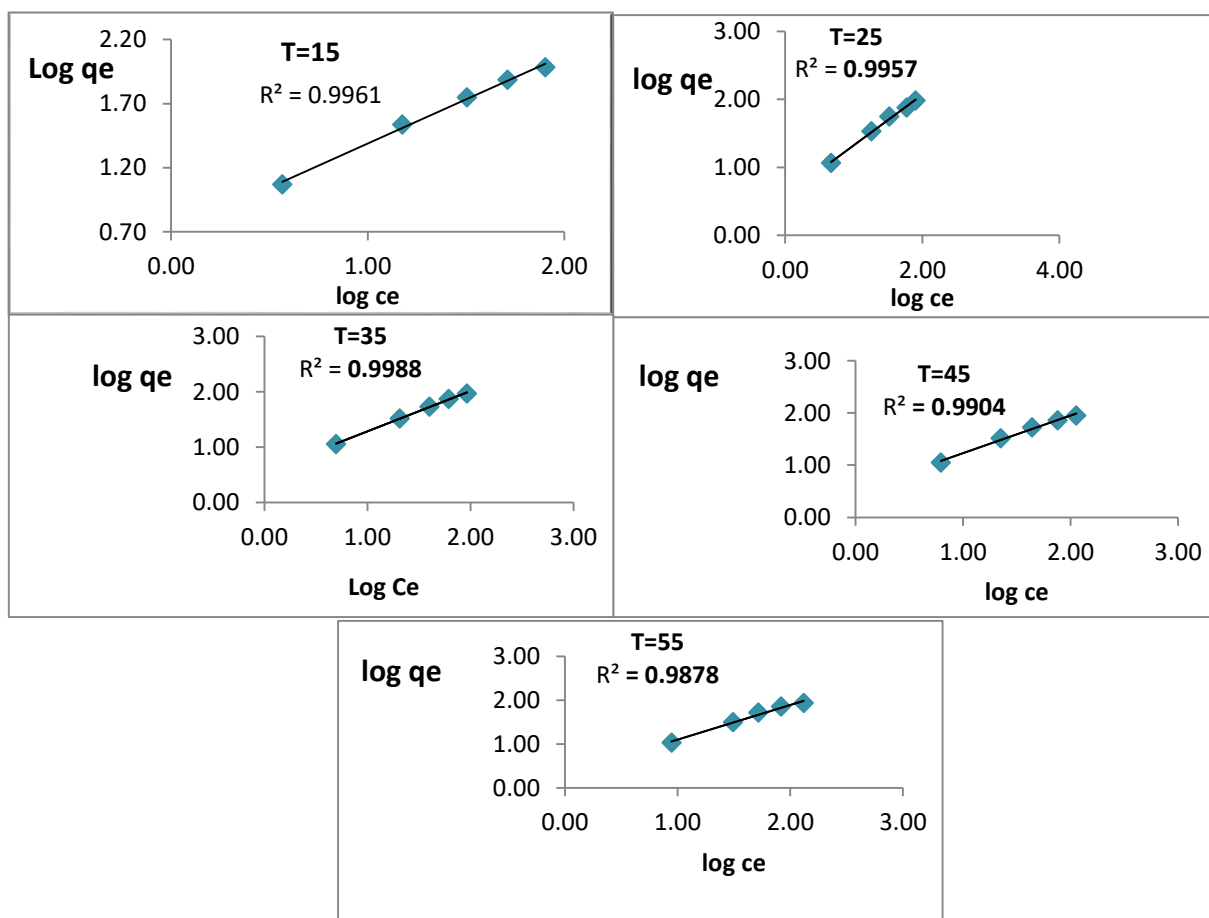 T=15
R² = 0.9961
Log qe
2.20
1.70
1.20
0.70
0.00 1.00 2.00
log ce
T=25
R² = 0.9957
log qe
3.00
2.00
1.00
0.00
0.00 2.00 4.00
log ce
T=35
R² = 0.9988
log qe
3.00
2.00
1.00
0.00
0.00 1.00 2.00 3.00
Log Ce
T=45
R² = 0.9904
log qe
3.00
2.00
1.00
0.00
0.00 1.00 2.00 3.00
log ce
T=55
R² = 0.9878
log qe
3.00
2.00
1.00
0.00
0.00 1.00 2.00 3.00
log ce